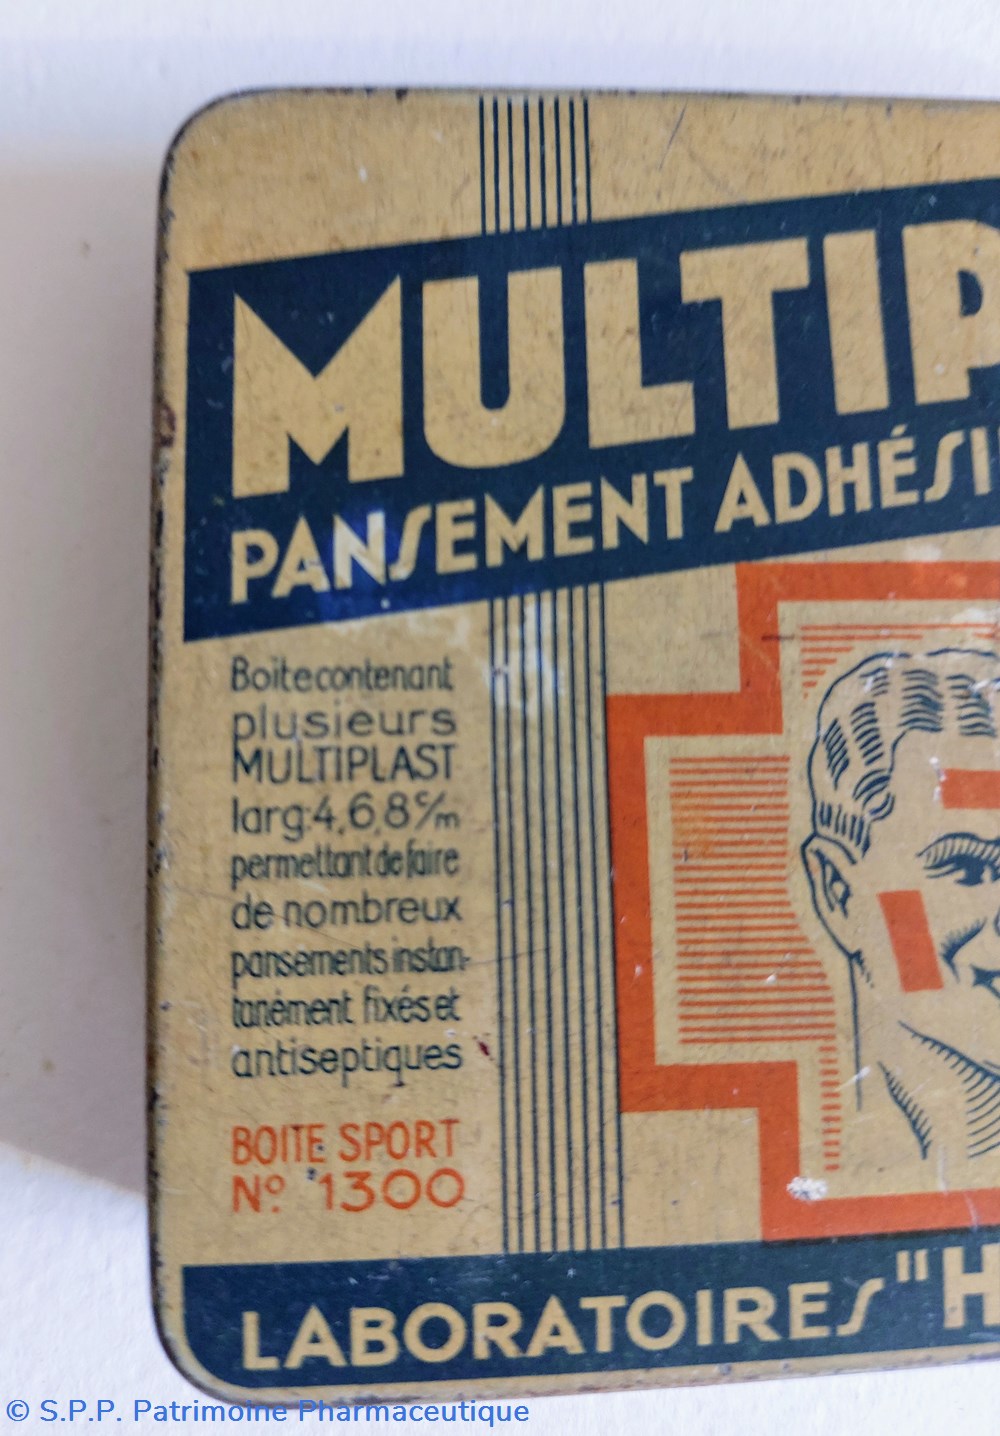 MULTIP
PANSEMENT ADHÉSI
Boite contenant
plusieurs
MULTIPLAST
larg: 4,6,8 c/m
permettant de faire
de nombreux
pansements instan-
tanément fixés et
antiseptiques
BOITE SPORT
Nº 1300
LABORATOIRES "H
© S.P.P. Patrimoine Pharmaceutique